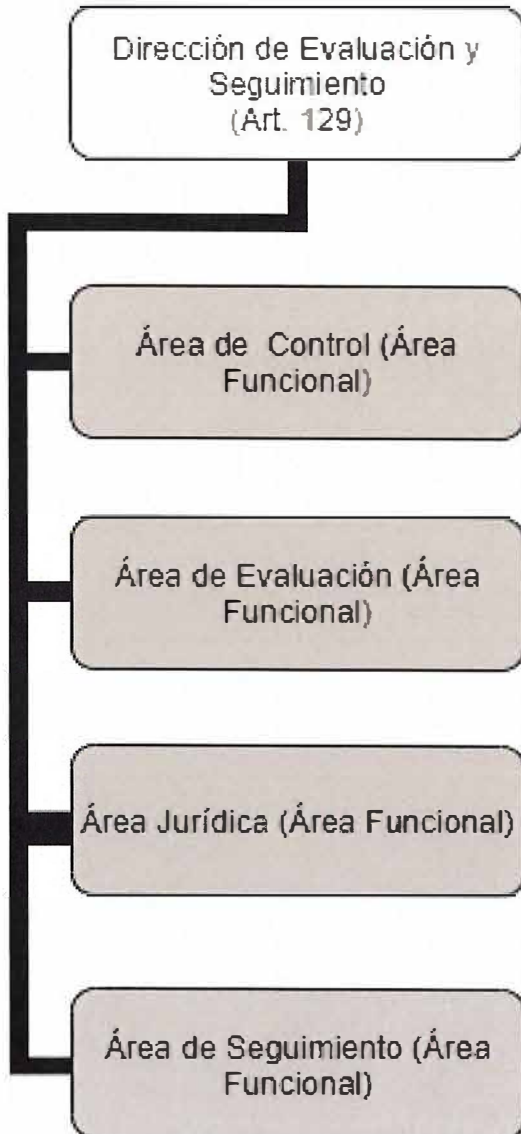 Dirección de Evaluación y
Seguimiento
(Art. 129)
Área de Control (Área
Funcional)
Área de Evaluación (Área
Funcional)
Área Jurídica (Área Funcional)
Área de Seguimiento (Área
Funcional)